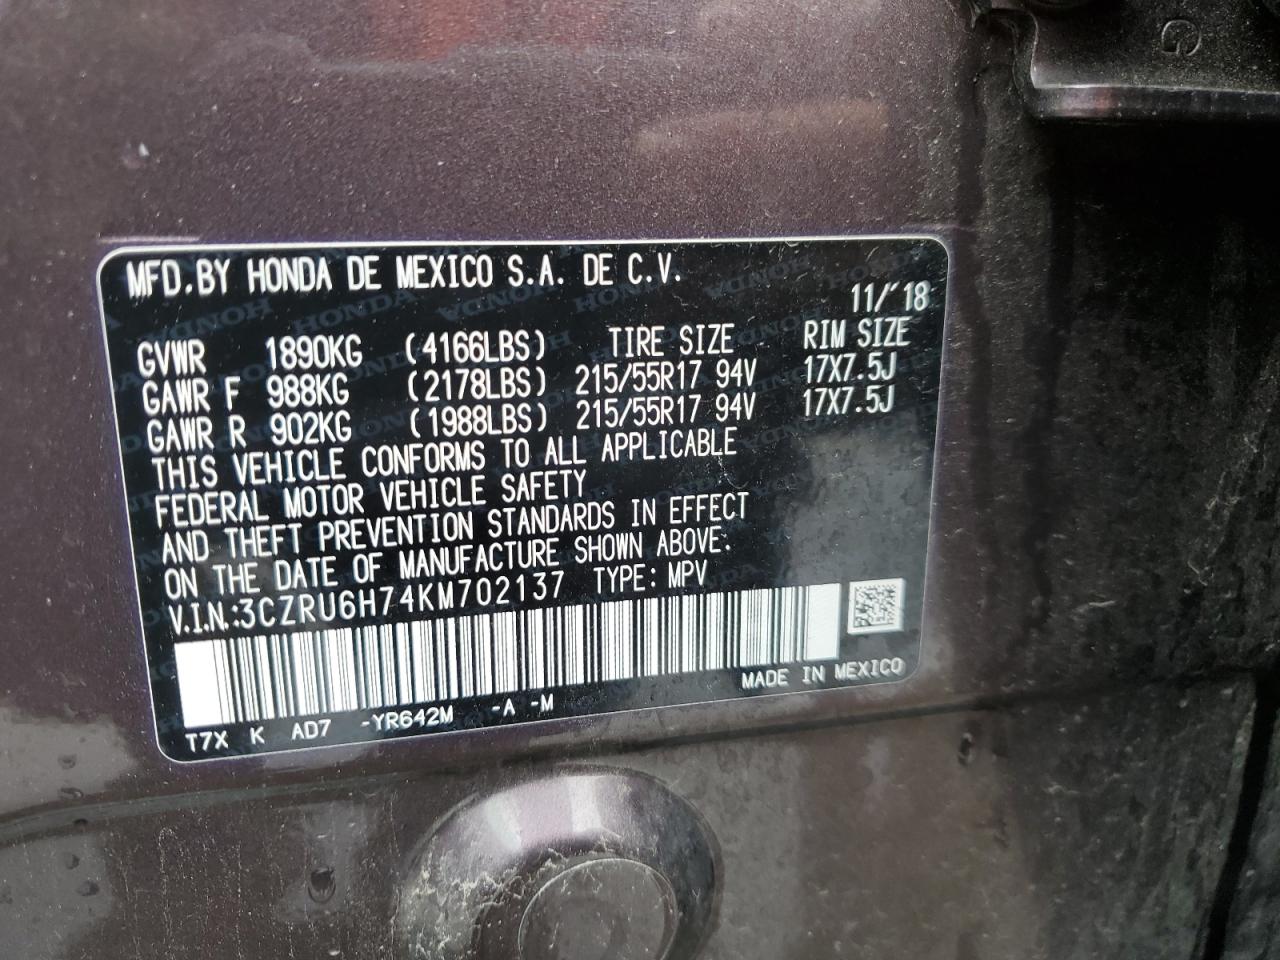 MFD.BY HONDA DE MEXICO S.A. DE C.V.
11/'18
GVWR 1890KG (4166LBS) TIRE SIZE RIM SIZE
GAWR F 988KG (2178LBS) 215/55R17 94V 17X7.5J
GAWR R 902KG (1988LBS) 215/55R17 94V 17X7.5J
THIS VEHICLE CONFORMS TO ALL APPLICABLE
FEDERAL MOTOR VEHICLE SAFETY
AND THEFT PREVENTION STANDARDS IN EFFECT
ON THE DATE OF MANUFACTURE SHOWN ABOVE.
V.I.N.:3CZRU6H74KM702137 TYPE: MPV
MADE IN MEXICO
T7X K AD7 -YR642M -A -M